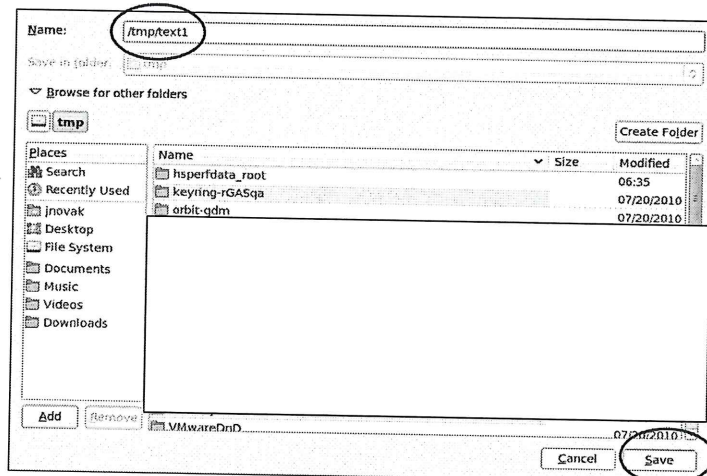 Name: /tmp/text1
Save in folder: tmp
Browse for other folders
tmp
Create Folder
Places
Search
Recently Used
jnovak
Desktop
File System
Documents
Music
Videos
Downloads
Name Size Modified
hsperfdata_root 06:35
keyring-rGASqa 07/20/2010
orbit-gdm 07/20/2010
VMwareDnD 07/20/2010
Add Remove
Cancel Save